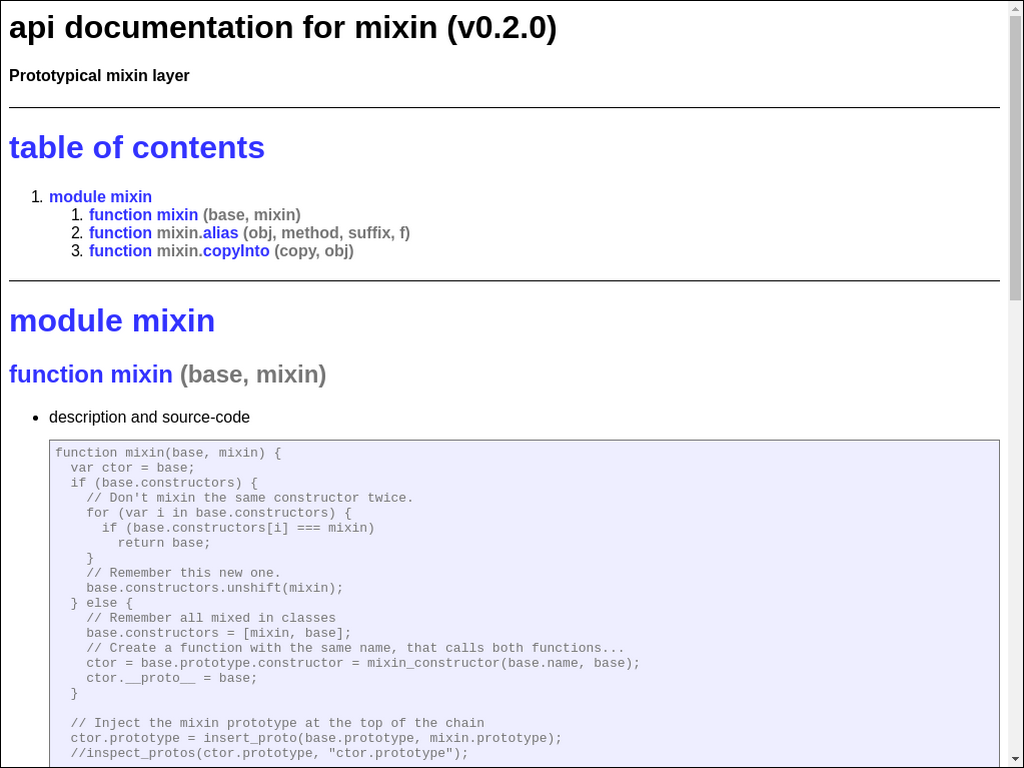 api documentation for mixin (v0.2.0)
Prototypical mixin layer
table of contents
1. module mixin
1. function mixin (base, mixin)
2. function mixin.alias (obj, method, suffix, f)
3. function mixin.copyInto (copy, obj)
module mixin
function mixin (base, mixin)
• description and source-code
function mixin(base, mixin) {
  var ctor = base;
  if (base.constructors) {
    // Don't mixin the same constructor twice.
    for (var i in base.constructors) {
      if (base.constructors[i] === mixin)
        return base;
    }
    // Remember this new one.
    base.constructors.unshift(mixin);
  } else {
    // Remember all mixed in classes
    base.constructors = [mixin, base];
    // Create a function with the same name, that calls both functions...
    ctor = base.prototype.constructor = mixin_constructor(base.name, base);
    ctor.__proto__ = base;
  }
  // Inject the mixin prototype at the top of the chain
  ctor.prototype = insert_proto(base.prototype, mixin.prototype);
  //inspect_protos(ctor.prototype, "ctor.prototype");